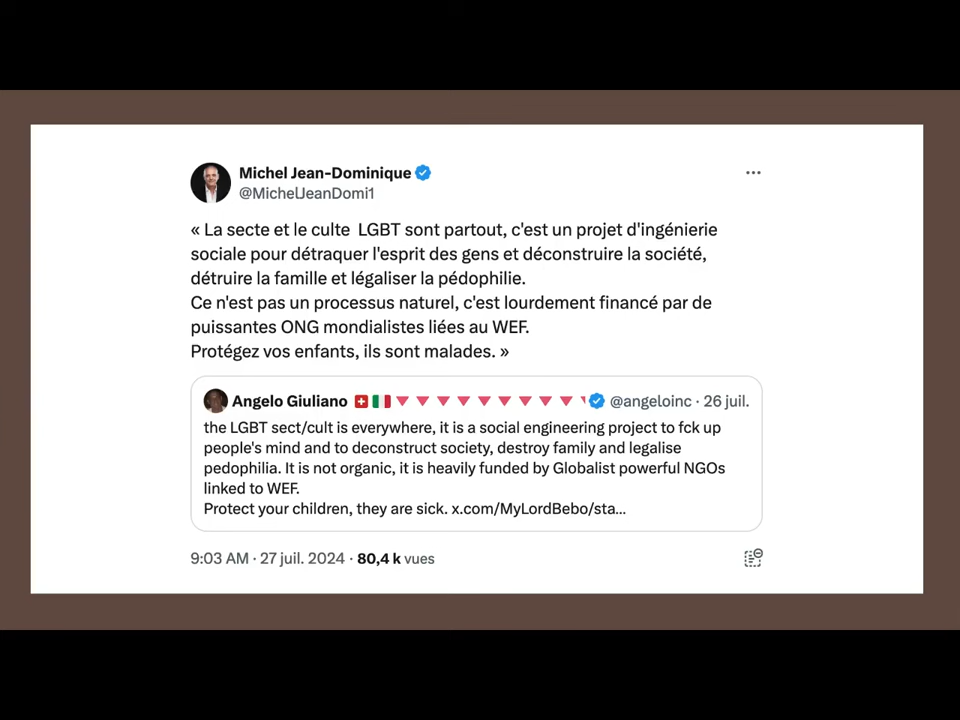 Michel Jean-Dominique
@MichelJeanDomi1
« La secte et le culte  LGBT sont partout, c'est un projet d'ingénierie
sociale pour détraquer l'esprit des gens et déconstruire la société,
détruire la famille et légaliser la pédophilie.
Ce n'est pas un processus naturel, c'est lourdement financé par de
puissantes ONG mondialistes liées au WEF.
Protégez vos enfants, ils sont malades. »
Angelo Giuliano 🇨🇭🇮🇹🔻🔻🔻🔻🔻🔻🔻🔻🔻 @angeloinc · 26 juil.
the LGBT sect/cult is everywhere, it is a social engineering project to fck up
people's mind and to deconstruct society, destroy family and legalise
pedophilia. It is not organic, it is heavily funded by Globalist powerful NGOs
linked to WEF.
Protect your children, they are sick. x.com/MyLordBebo/sta...
9:03 AM · 27 juil. 2024 · 80,4 k vues